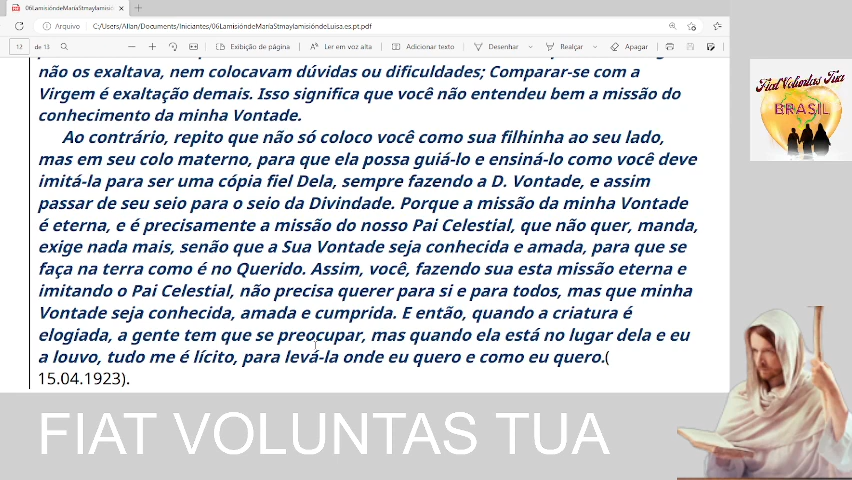 06LamisióndeMaríaStmaylamisiónd
Arquivo
C:/Users/Allan/Documents/Iniciantes/06LamisióndeMaríaStmaylamisióndeLuisa.es.pt.pdf
12 de 13
Exibição de página
Ler em voz alta
Adicionar texto
Desenhar
Realçar
Apagar
não os exaltava, nem colocavam dúvidas ou dificuldades; Comparar-se com a
Virgem é exaltação demais. Isso significa que você não entendeu bem a missão do
conhecimento da minha Vontade.
Ao contrário, repito que não só coloco você como sua filhinha ao seu lado,
mas em seu colo materno, para que ela possa guiá-lo e ensiná-lo como você deve
imitá-la para ser uma cópia fiel Dela, sempre fazendo a D. Vontade, e assim
passar de seu seio para o seio da Divindade. Porque a missão da minha Vontade
é eterna, e é precisamente a missão do nosso Pai Celestial, que não quer, manda,
exige nada mais, senão que a Sua Vontade seja conhecida e amada, para que se
faça na terra como é no Querido. Assim, você, fazendo sua esta missão eterna e
imitando o Pai Celestial, não precisa querer para si e para todos, mas que minha
Vontade seja conhecida, amada e cumprida. E então, quando a criatura é
elogiada, a gente tem que se preocupar, mas quando ela está no lugar dela e eu
a louvo, tudo me é lícito, para levá-la onde eu quero e como eu quero.(
15.04.1923).
Fiat Voluntas Tua
BRASIL
FIAT VOLUNTAS TUA